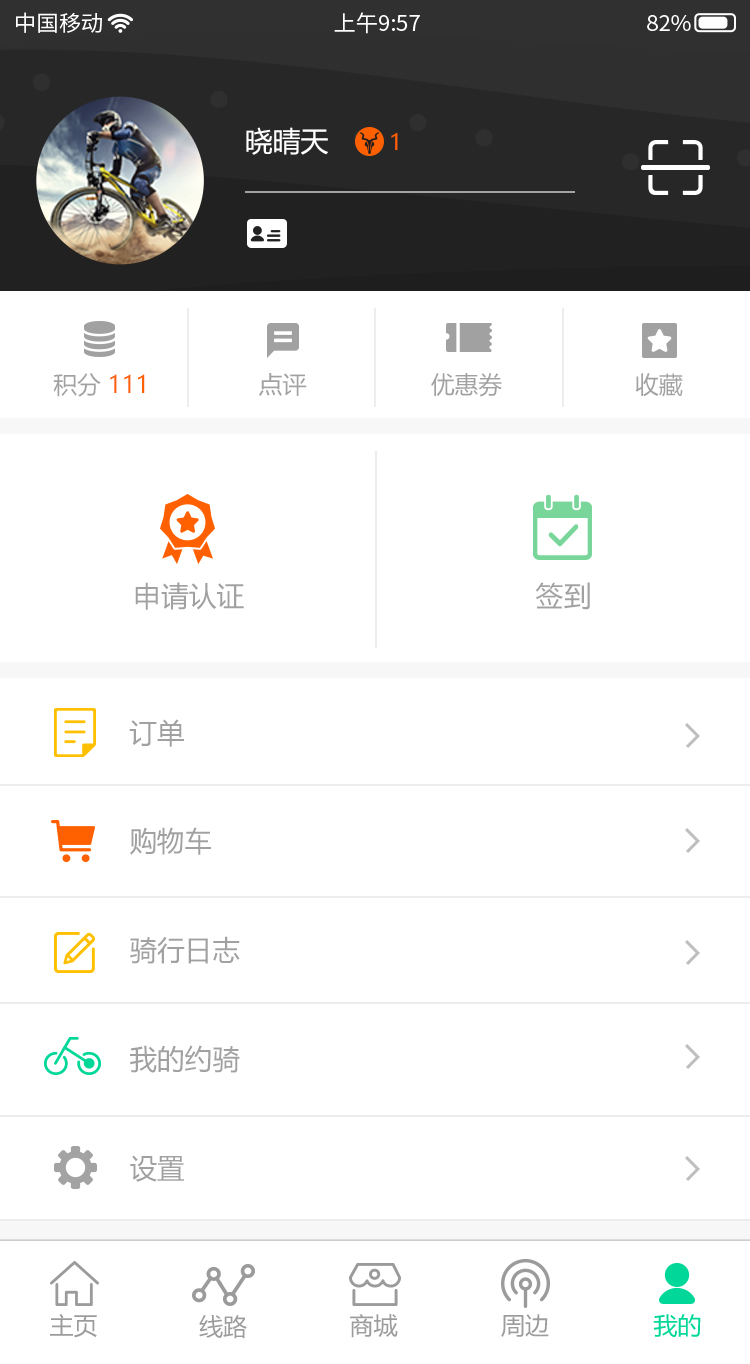 中国移动 上午9:57 82%
晓晴天 1
积分 111 点评 优惠券 收藏
申请认证 签到
订单
购物车
骑行日志
我的约骑
设置
主页 线路 商城 周边 我的